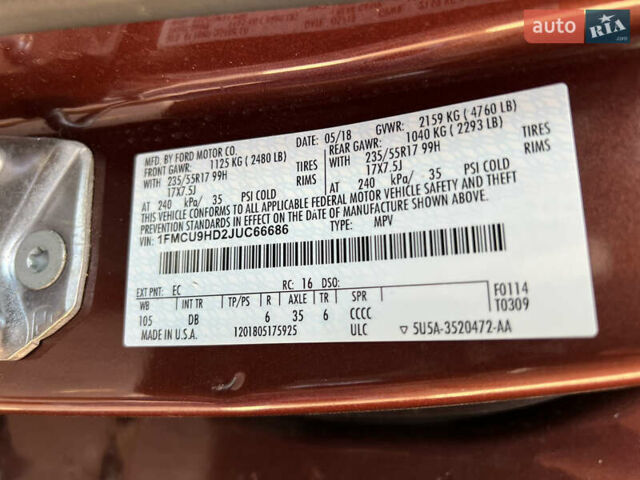 auto
RIA
.com
MFD. BY FORD MOTOR CO. DATE: 05/18 GVWR: 2159 KG ( 4760 LB)
FRONT GAWR: 1125 KG ( 2480 LB) REAR GAWR: 1040 KG ( 2293 LB)
WITH 235/55R17 99H TIRES WITH 235/55R17 99H TIRES
17X7.5J RIMS 17X7.5J RIMS
AT 240 kPa/ 35 PSI COLD AT 240 kPa/ 35 PSI COLD
THIS VEHICLE CONFORMS TO ALL APPLICABLE FEDERAL MOTOR VEHICLE SAFETY AND THEFT
PREVENTION STANDARDS IN EFFECT ON THE DATE OF MANUFACTURE SHOWN ABOVE.
VIN: 1FMCU9HD2JUC66686 TYPE: MPV
EXT PNT: EC RC: 16 DSO:
WB INT TR TP/PS R AXLE TR SPR
105 DB 6 35 6 CCCC
F0114
T0309
MADE IN U.S.A. 1201805175925 ULC ▽ 5U5A-3520472-AA